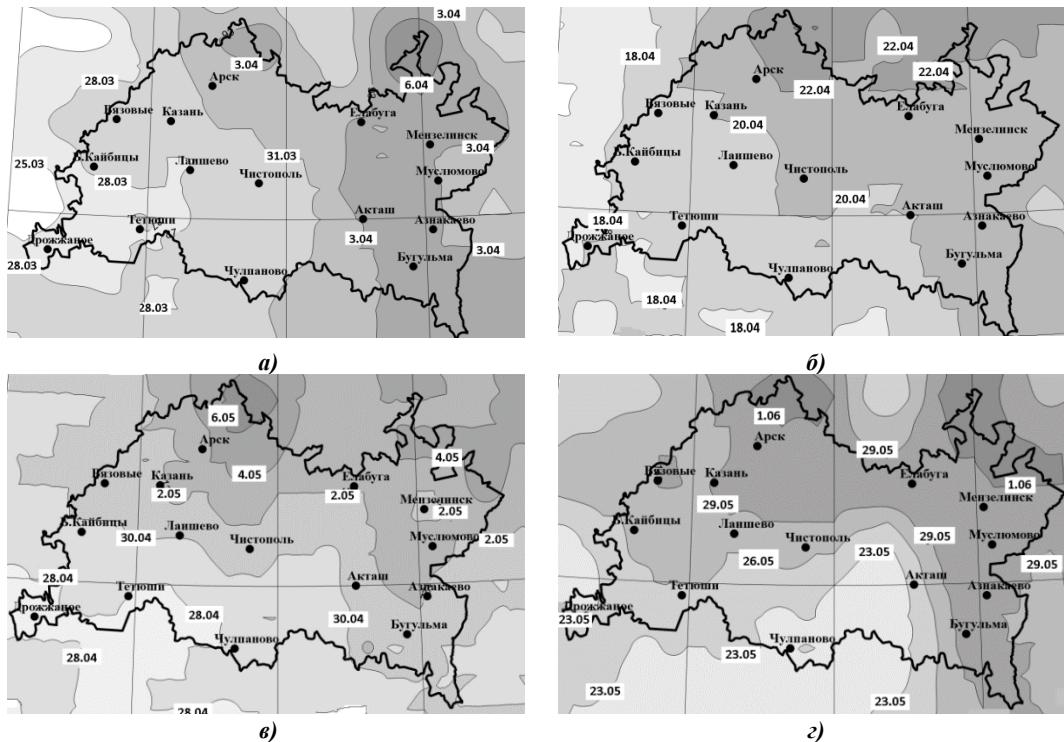 3.04
28.03
3.04
6.04
Арск
Вязовые
Казань
Елабуга
Мензелинск
25.03
Б.Кайбицы
28.03
Лаишево
31.03
Чистополь
3.04
Муслюмово
Тетюши
Акташ
Азнакаево
Дрожжаное
3.04
3.04
28.03
Бугульма
Чулпаново
28.03
а)
18.04
22.04
22.04
Арск
22.04
Вязовые
Казань
20.04
Елабуга
Мензелинск
Б.Кайбицы
Лаишево
Чистополь
Муслюмово
20.04
Акташ
18.04
Тетюши
Азнакаево
Дрожжаное
Бугульма
Чулпаново
18.04
18.04
б)
6.05
Арск
4.05
4.05
Вязовые
Казань
2.05
Елабуга
2.05
Мензелинск
2.05
Б.Кайбицы
30.04
Лаишево
Чистополь
Муслюмово
2.05
28.04
Тетюши
Акташ
Азнакаево
Дрожжаное
28.04
30.04
Бугульма
Чулпаново
28.04
28.04
в)
1.06
Арск
29.05
Вязовые
Казань
Елабуга
1.06
Мензелинск
29.05
Б.Кайбицы
Лаишево
Чистополь
29.05
Муслюмово
26.05
23.05
29.05
Тетюши
Акташ
Азнакаево
Дрожжаное
23.05
Бугульма
Чулпаново
23.05
23.05
23.05
г)